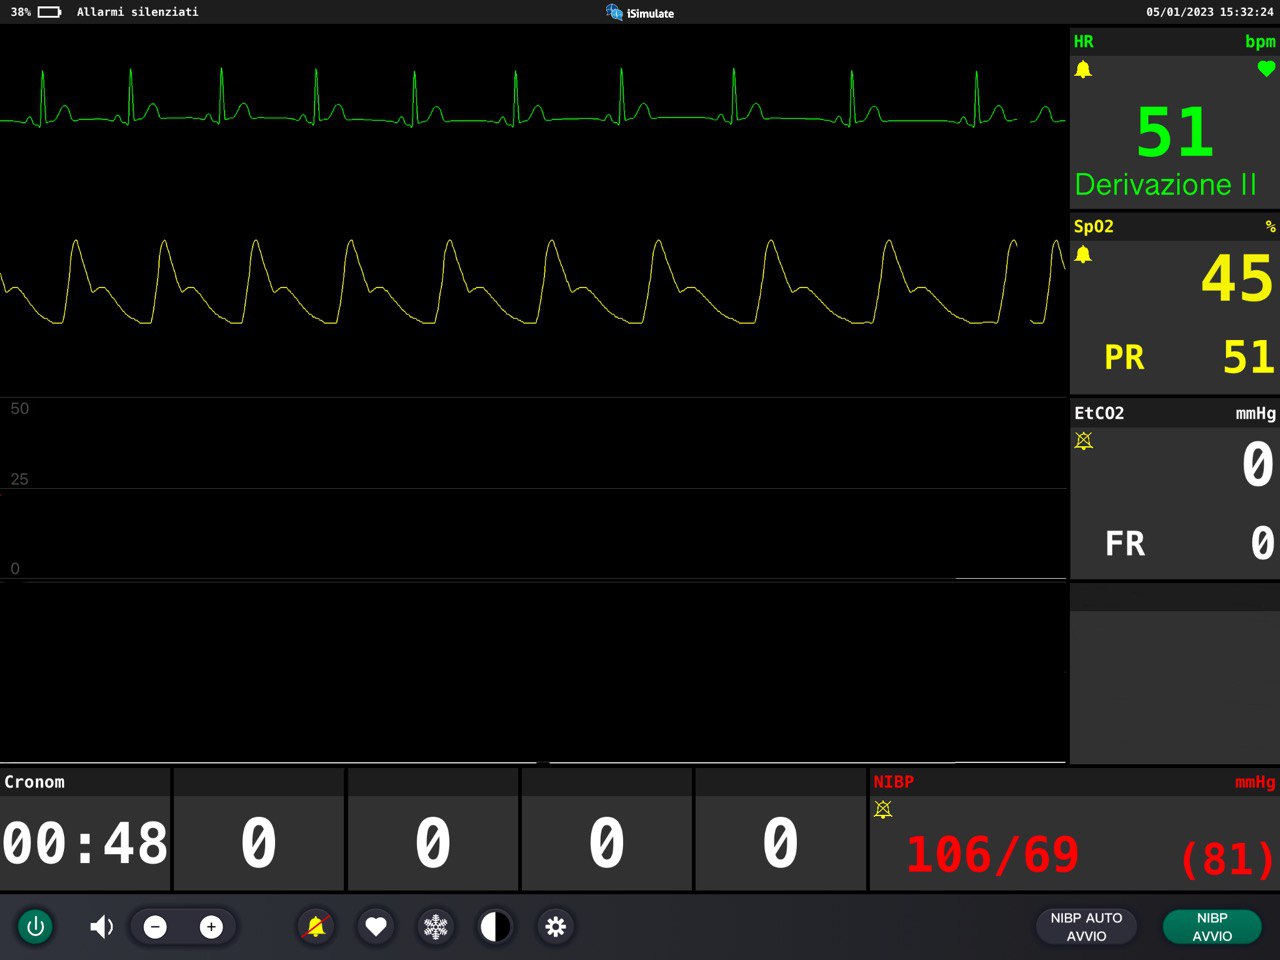 38% Allarmi silenziati
iSimulate
05/01/2023 15:32:24
HR bpm
51
Derivazione II
SpO2 %
45
PR 51
50
25
0
EtCO2 mmHg
0
FR 0
Cronom
00:48
0
0
0
0
NIBP mmHg
106/69 (81)
NIBP AUTO
AVVIO
NIBP
AVVIO